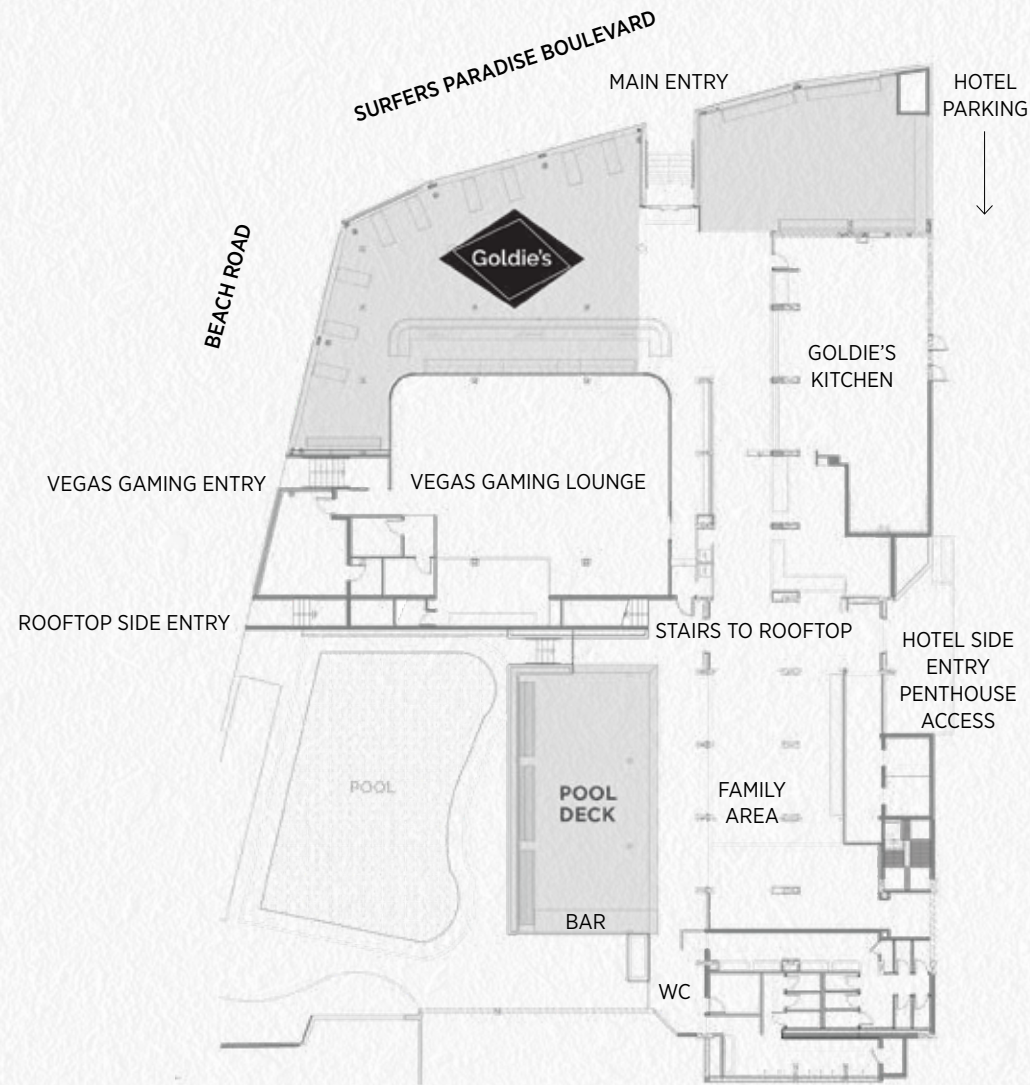 SURFERS PARADISE BOULEVARD
MAIN ENTRY
HOTEL
PARKING
BEACH ROAD
Goldie's
GOLDIE'S
KITCHEN
VEGAS GAMING ENTRY
VEGAS GAMING LOUNGE
ROOFTOP SIDE ENTRY
STAIRS TO ROOFTOP
HOTEL SIDE
ENTRY
PENTHOUSE
ACCESS
POOL
POOL
DECK
FAMILY
AREA
BAR
WC